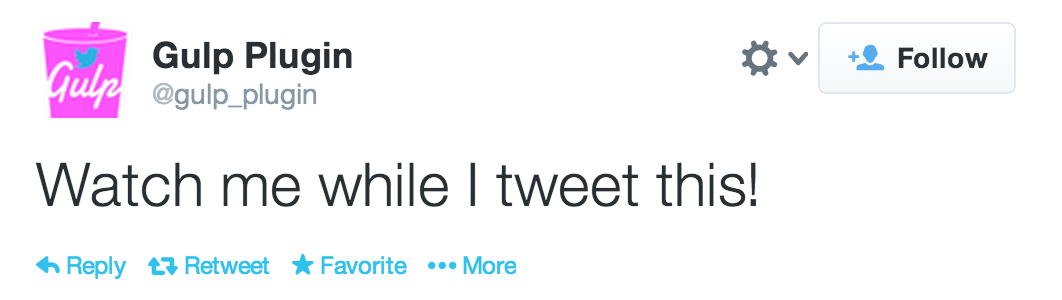 Gulp
Gulp Plugin
@gulp_plugin
Follow
Watch me while I tweet this!
Reply Retweet Favorite More